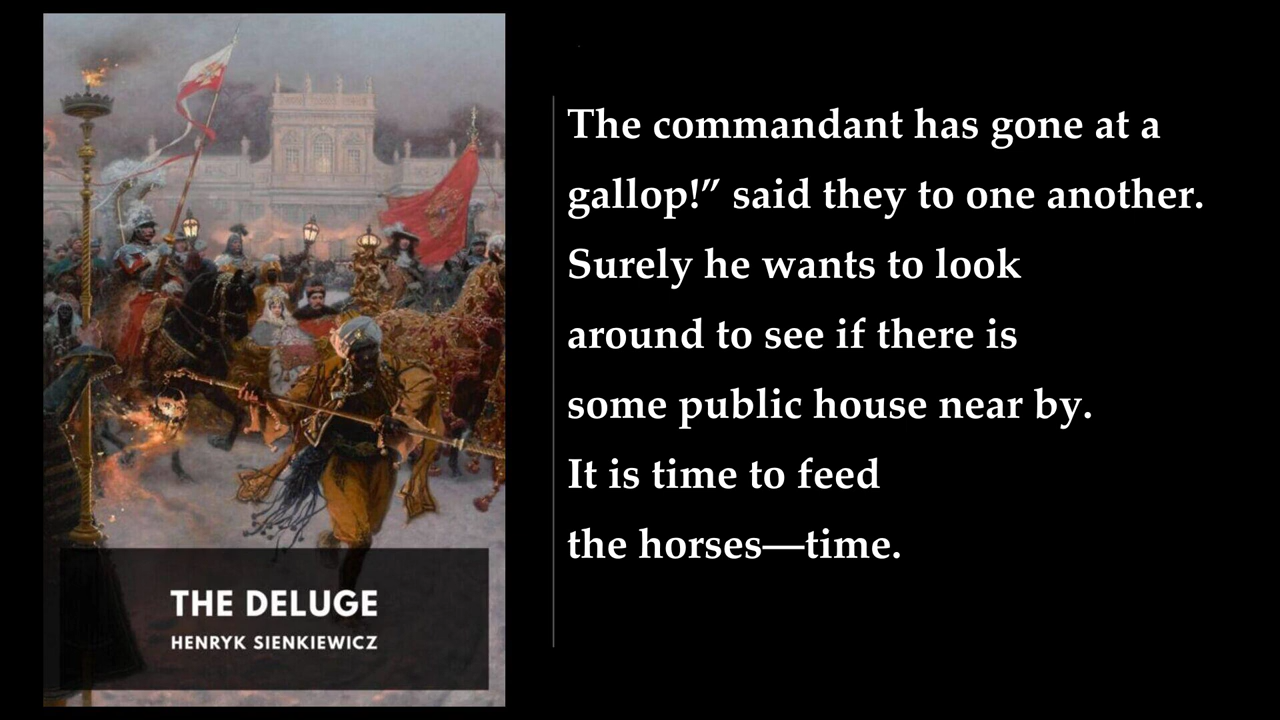 THE DELUGE
HENRYK SIENKIEWICZ
The commandant has gone at a
gallop!” said they to one another.
Surely he wants to look
around to see if there is
some public house near by.
It is time to feed
the horses—time.